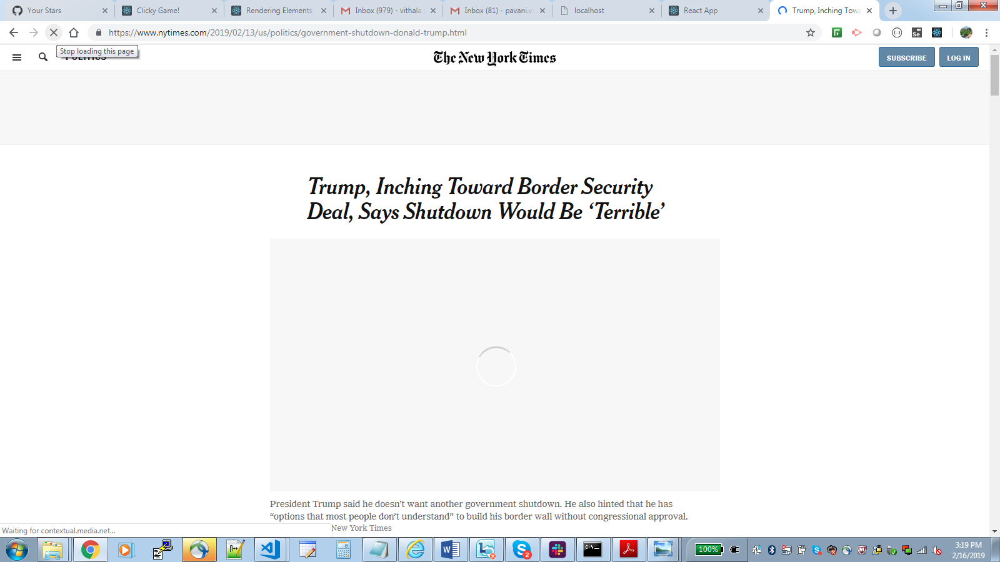 Your Stars
Clicky Game!
Rendering Elements
Inbox (979) - vithala.
Inbox (81) - pavani.v
localhost
React App
Trump, Inching Towa
https://www.nytimes.com/2019/02/13/us/politics/government-shutdown-donald-trump.html
Stop loading this page
POLITICS
The New York Times
SUBSCRIBE
LOG IN
Trump, Inching Toward Border Security
Deal, Says Shutdown Would Be ‘Terrible’
President Trump said he doesn’t want another government shutdown. He also hinted that he has
“options that most people don’t understand” to build his border wall without congressional approval.
New York Times
Waiting for contextual.media.net...
100%
3:19 PM
2/16/2019